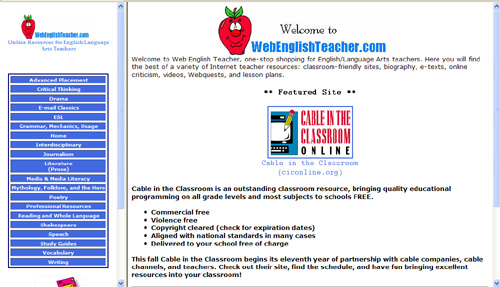 WebEnglishTeacher.com
Online Resources for English/Language
Arts Teachers
Advanced Placement
Critical Thinking
Drama
E-mail Classics
ESL
Grammar, Mechanics, Usage
Home
Interdisciplinary
Journalism
Literature
(Prose)
Media & Media Literacy
Mythology, Folklore, and the Hero
Poetry
Professional Resources
Reading and Whole Language
Shakespeare
Speech
Study Guides
Vocabulary
Writing
Welcome to
WebEnglishTeacher.com
Welcome to Web English Teacher, one-stop shopping for English/Language Arts teachers. Here you will find
the best of a variety of Internet teacher resources: classroom-friendly sites, biography, e-texts, online
criticism, videos, Webquests, and lesson plans.
** Featured Site **
CABLE IN THE
CLASSROOM
ONLINE
Cable in the Classroom
(ciconline.org)
Cable in the Classroom is an outstanding classroom resource, bringing quality educational
programming on all grade levels and most subjects to schools FREE.
• Commercial free
• Violence free
• Copyright cleared (check for expiration dates)
• Aligned with national standards in many cases
• Delivered to your school free of charge
This fall Cable in the Classroom begins its eleventh year of partnership with cable companies, cable
channels, and teachers. Check out their site, find the schedule, and have fun bringing excellent
resources into your classroom!